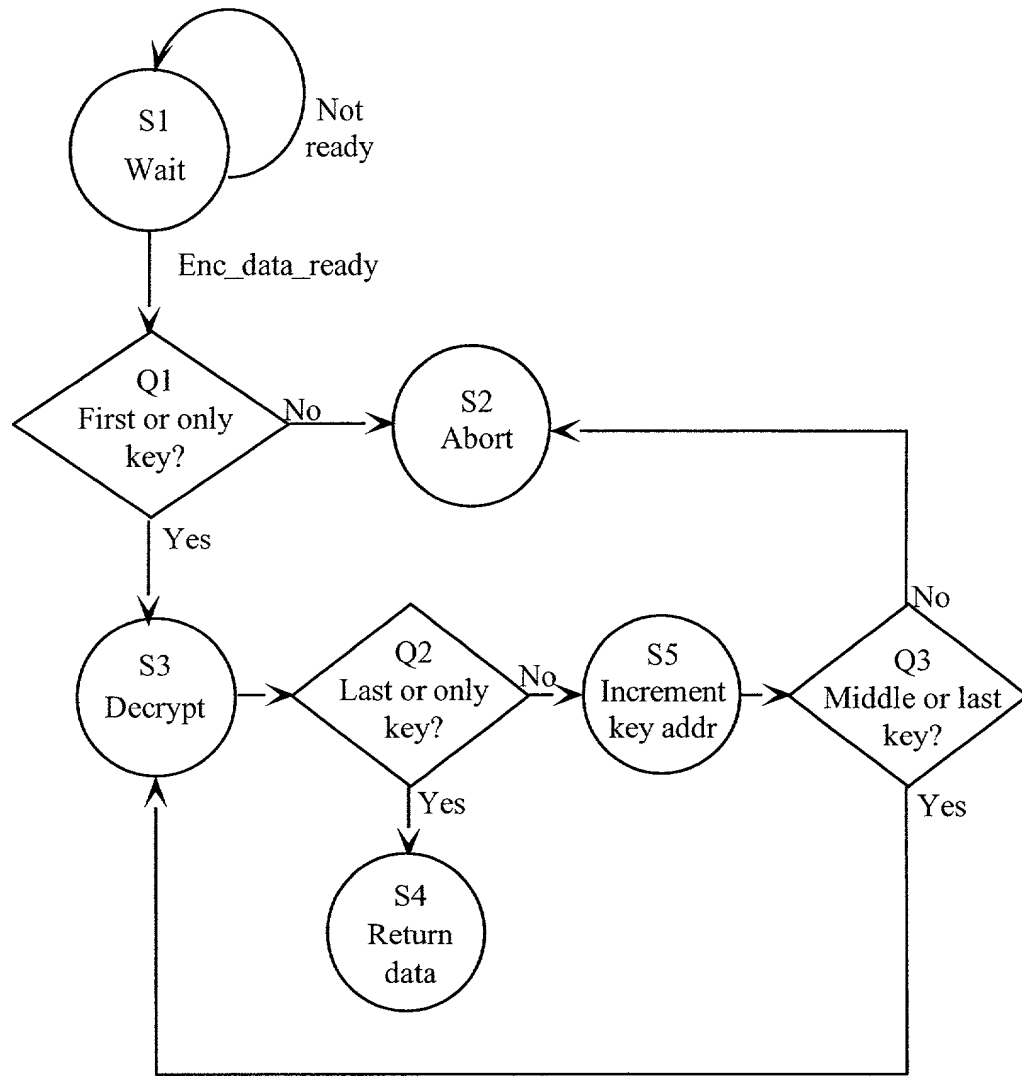 S1
Wait
Not
ready
Enc_data_ready
Q1
First or only
key?
No
S2
Abort
Yes
No
S3
Decrypt
Q2
Last or only
key?
No
S5
Increment
key addr
Q3
Middle or last
key?
Yes
Yes
S4
Return
data